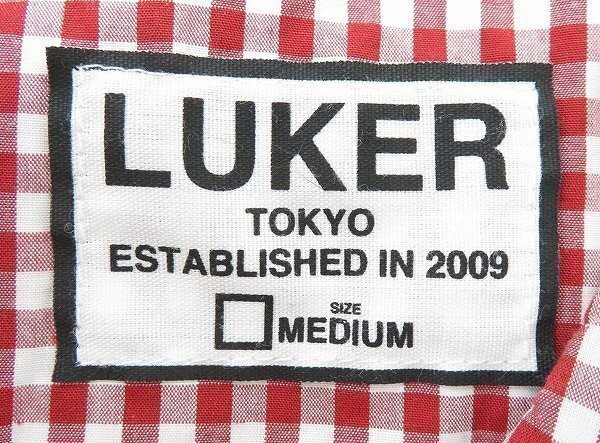 LUKER
TOKYO
ESTABLISHED IN 2009
SIZE
MEDIUM